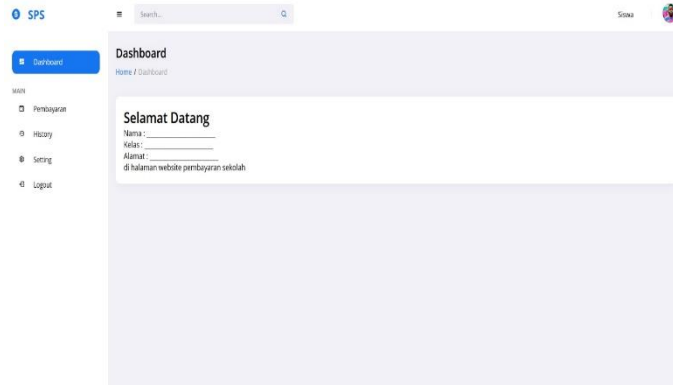 SPS
Search...
Siswa
Dashboard
MAIN
Pembayaran
History
Setting
Logout
Dashboard
Home / Dashboard
Selamat Datang
Nama : ____________________
Kelas : ____________________
Alamat : ____________________
di halaman website pembayaran sekolah